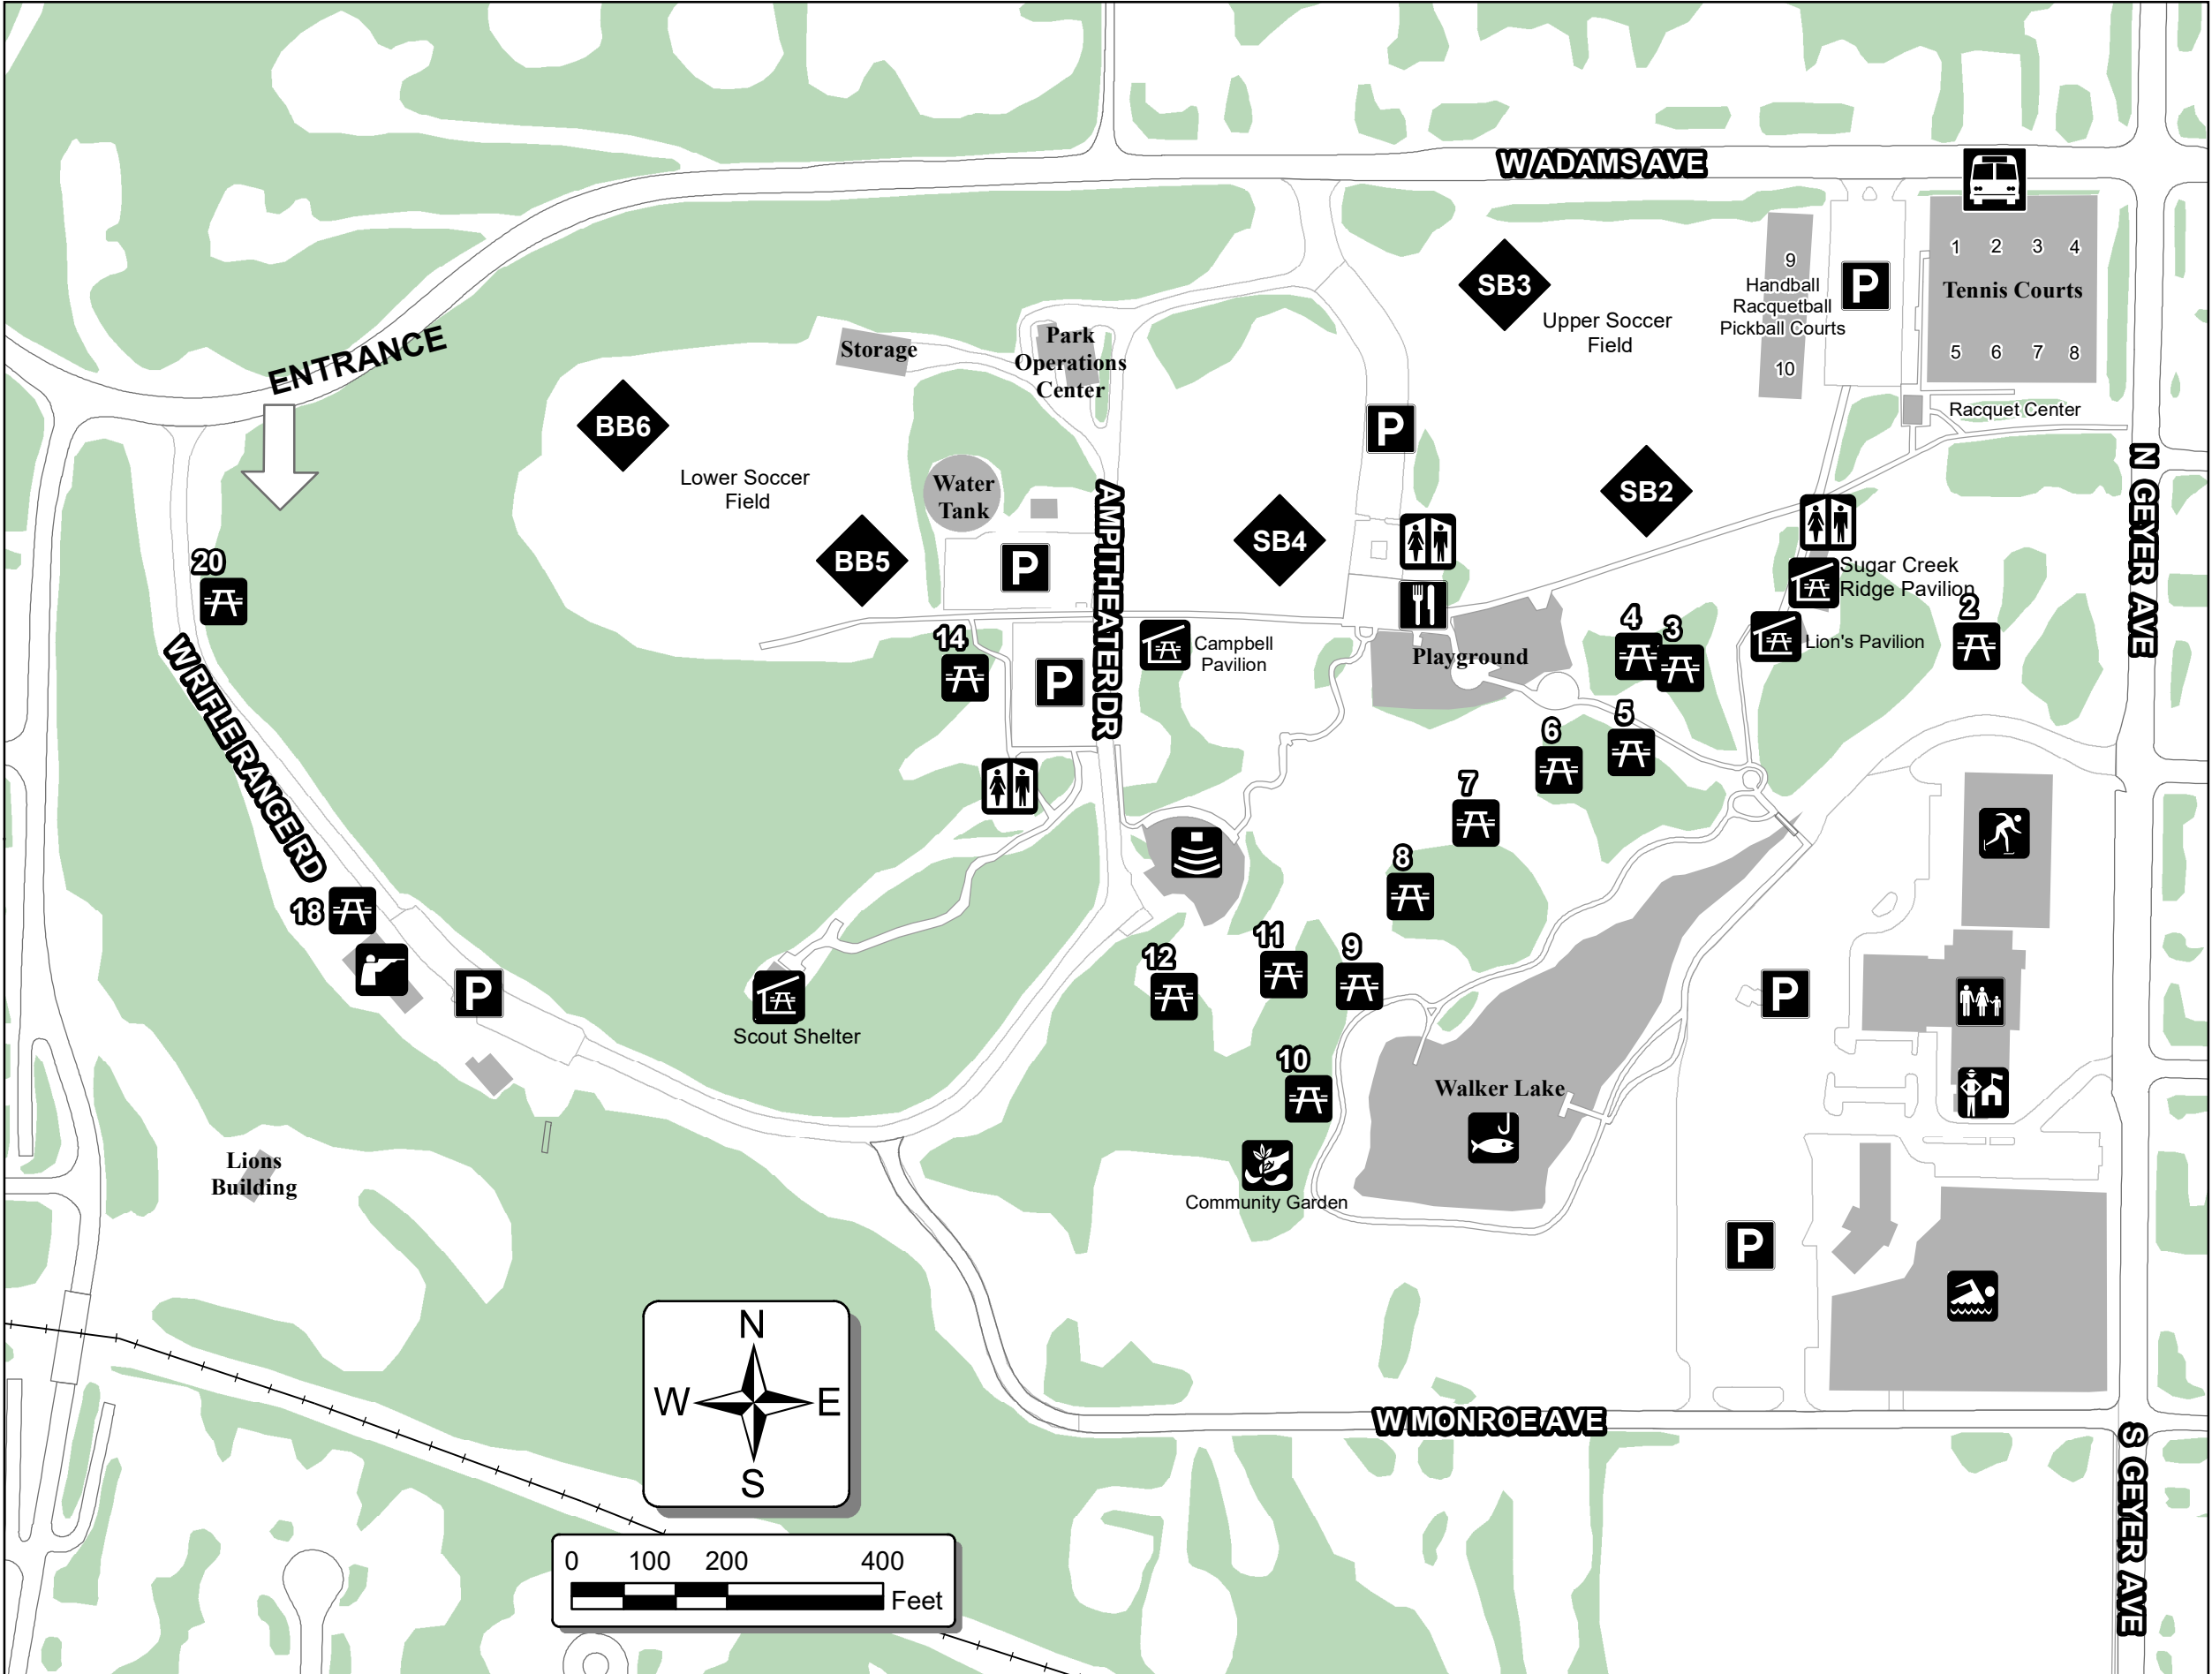 W ADAMS AVE
1 2 3 4
Tennis Courts
5 6 7 8
9
Handball
Racquetball
Pickball Courts
10
P
SB3
Upper Soccer
Field
Racquet Center
ENTRANCE
Storage
Park
Operations
Center
BB6
Lower Soccer
Field
Water
Tank
P
SB2
N GEYER AVE
AMPITHEATER DR
BB5
P
SB4
Sugar Creek
Ridge Pavilion
20
14
P
Campbell
Pavilion
Playground
4
3
Lion's Pavilion
2
W RIFLE RANGE RD
5
6
7
8
18
P
Scout Shelter
12
11
9
P
10
Walker Lake
Community Garden
Lions
Building
P
N
W E
S
W MONROE AVE
S GEYER AVE
0 100 200 400
Feet